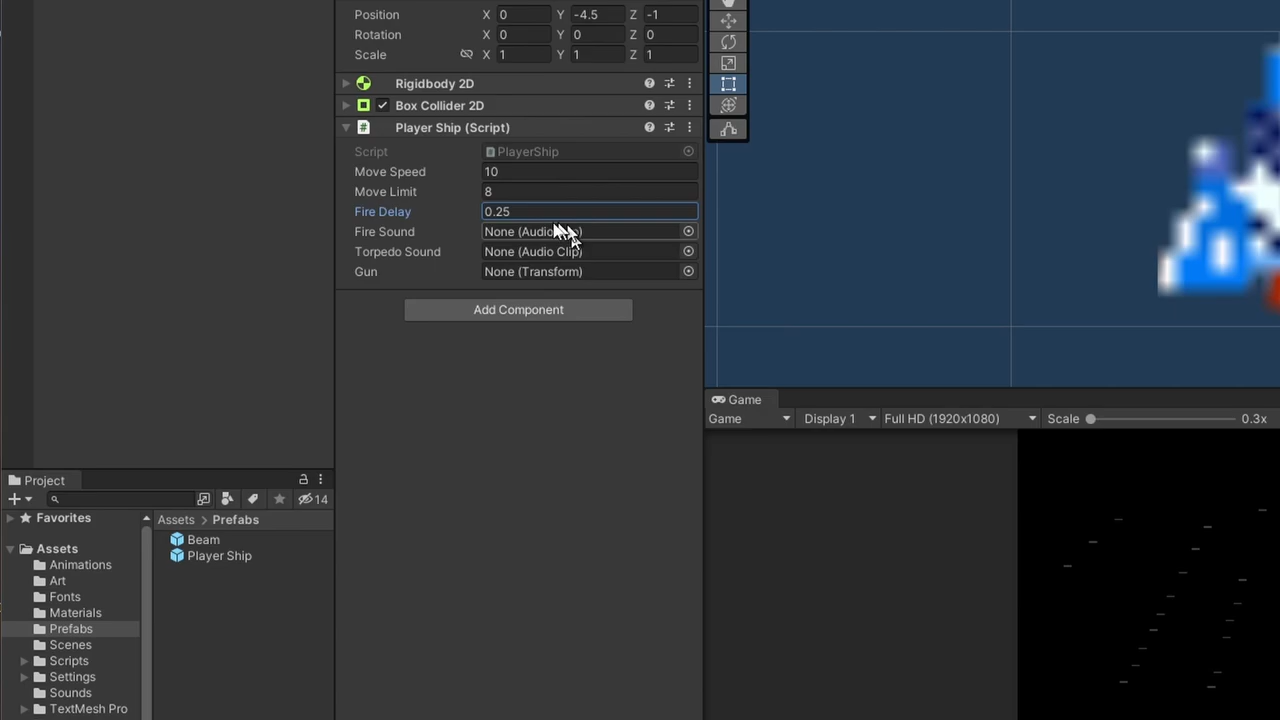 Position X 0 Y -4.5 Z -1
Rotation X 0 Y 0 Z 0
Scale X 1 Y 1 Z 1
Rigidbody 2D
Box Collider 2D
# Player Ship (Script)
Script PlayerShip
Move Speed 10
Move Limit 8
Fire Delay 0.25
Fire Sound None (Audio
Torpedo Sound None (Audio Clip)
Gun None (Transform)
Add Component
Game
Game Display 1 Full HD (1920x1080) Scale 0.3x
Project
14
Favorites
Assets
Animations
Art
Fonts
Materials
Prefabs
Scenes
Scripts
Settings
Sounds
TextMesh Pro
Assets > Prefabs
Beam
Player Ship